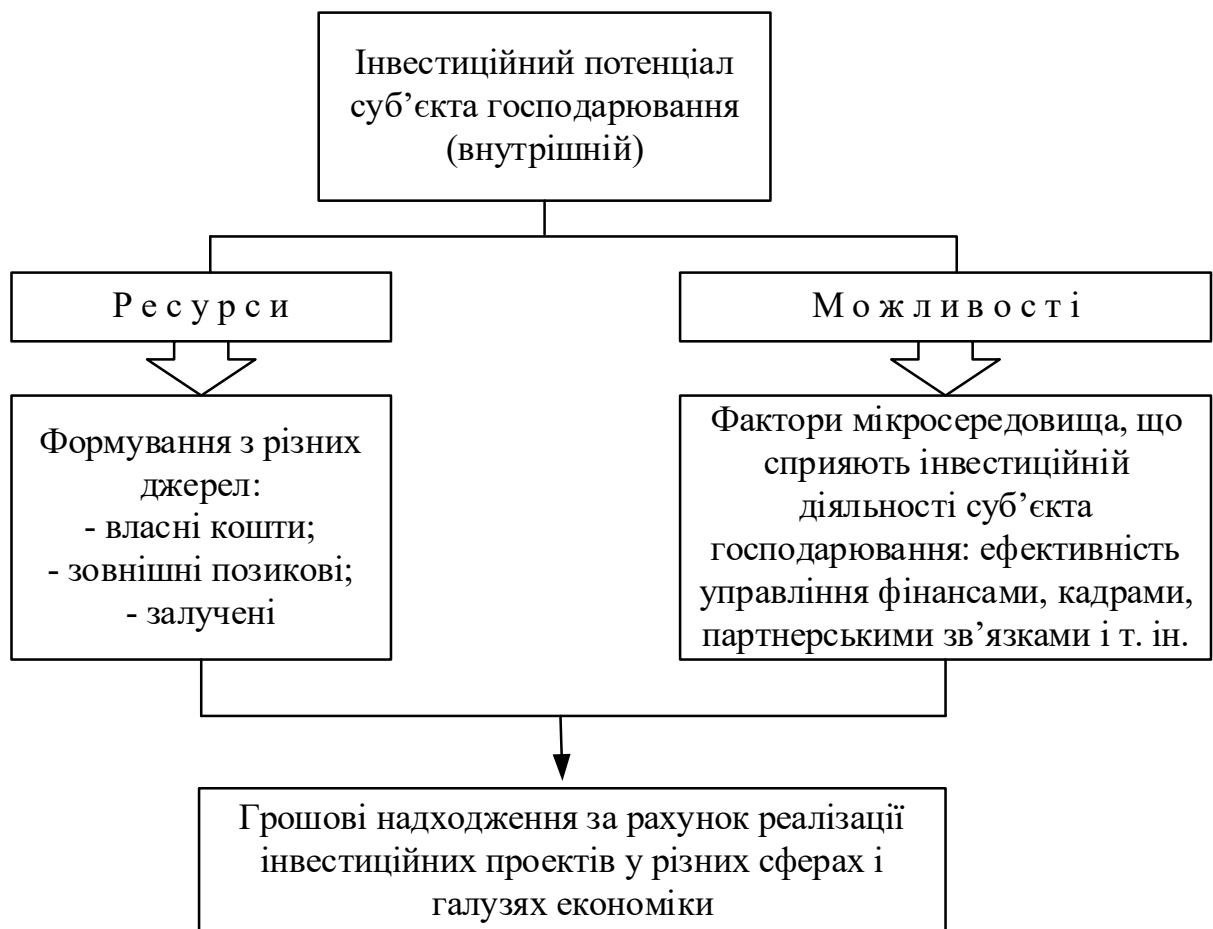 Інвестиційний потенціал
суб’єкта господарювання
(внутрішній)
Ресурси
Можливості
Формування з різних
джерел:
- власні кошти;
- зовнішні позикові;
- залучені
Фактори мікросередовища, що
сприяють інвестиційній
діяльності суб’єкта
господарювання: ефективність
управління фінансами, кадрами,
партнерськими зв’язками і т. ін.
Грошові надходження за рахунок реалізації
інвестиційних проектів у різних сферах і
галузях економіки